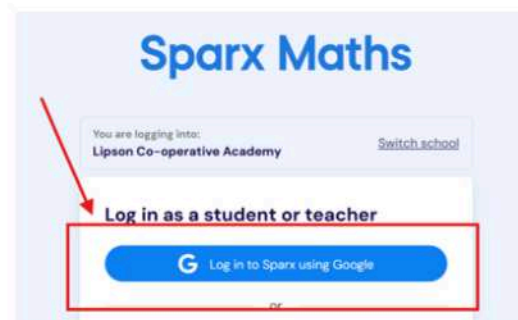 Sparx Maths
You are logging into:
Lipson Co-operative Academy
Switch school
Log in as a student or teacher
G Log in to Sparx using Google
or